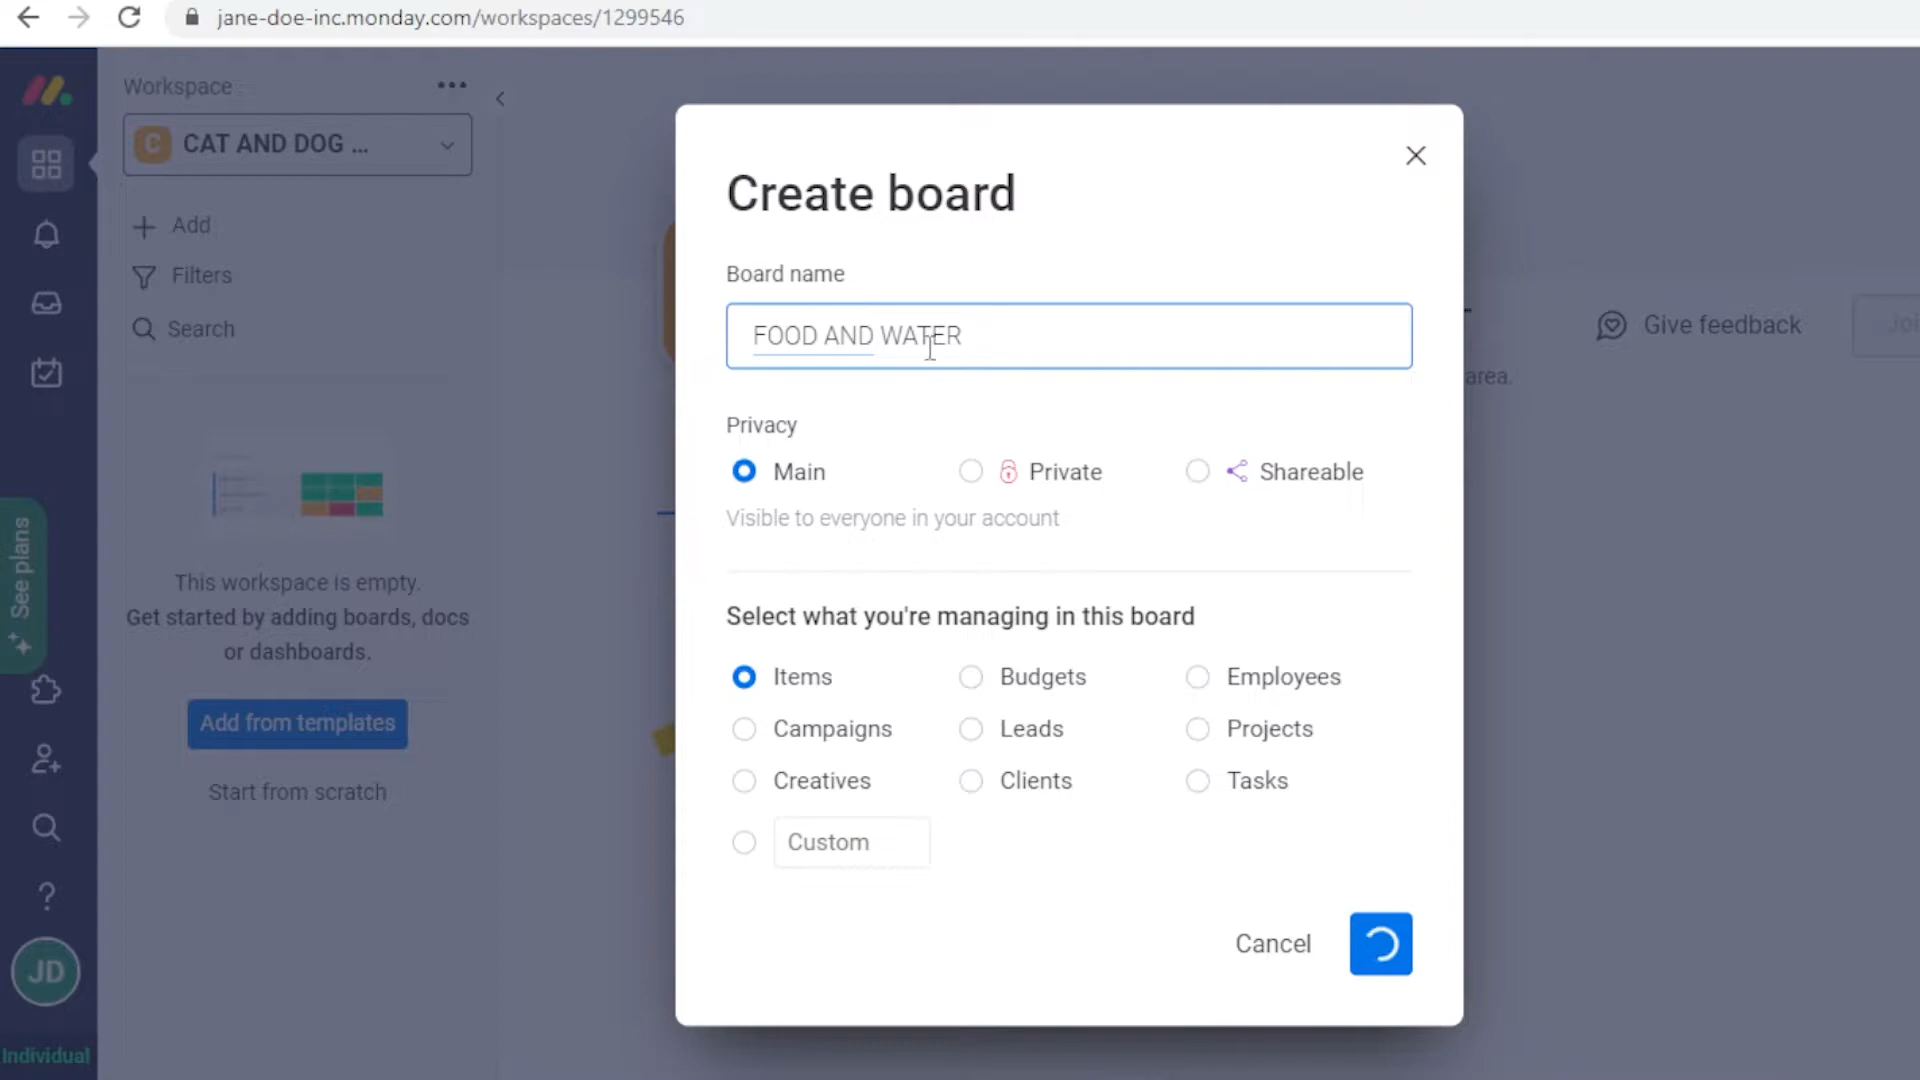 jane-doe-inc.monday.com/workspaces/1299546
Workspace
C CAT AND DOG ...
Add
Filters
Search
See plans
This workspace is empty.
Get started by adding boards, docs
or dashboards.
Add from templates
Start from scratch
JD
Individual
Create board
Board name
FOOD AND WATER
Privacy
Main Private Shareable
Visible to everyone in your account
Select what you're managing in this board
Items Budgets Employees
Campaigns Leads Projects
Creatives Clients Tasks
Custom
Cancel
Give feedback
area.